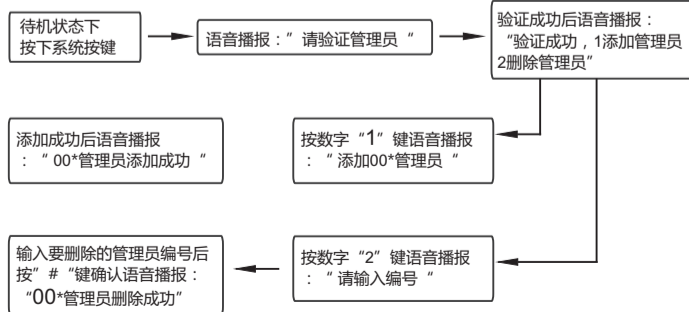 待机状态下
按下系统按键
语音播报：”请验证管理员“
验证成功后语音播报：
“验证成功，1添加管理员
2删除管理员”
添加成功后语音播报
：“00*管理员添加成功“
按数字“1”键语音播报
：“添加00*管理员“
输入要删除的管理员编号后
按”#“键确认语音播报：
“00*管理员删除成功”
按数字“2”键语音播报
：“请输入编号“